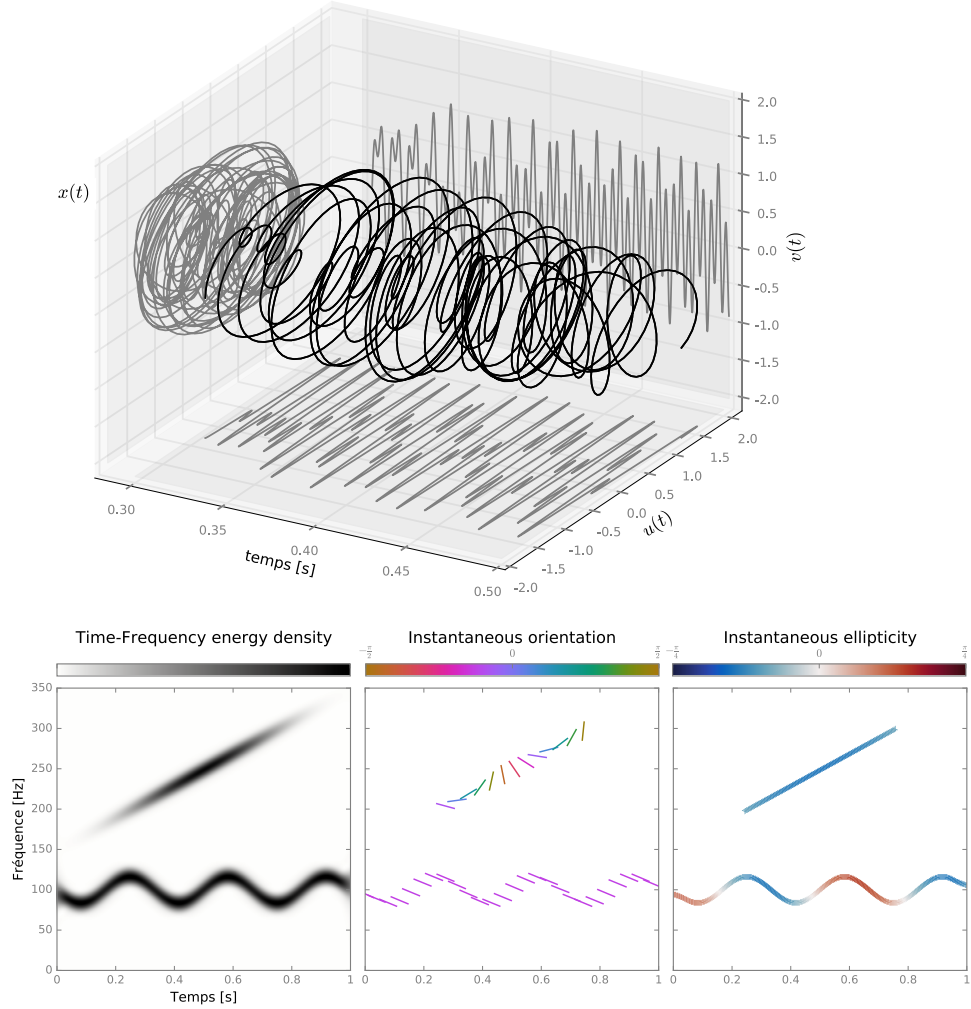 x(t)
2.0
1.5
1.0
0.5
0.0
-0.5
-1.0
-1.5
-2.0
v(t)
2.0
1.5
1.0
0.5
0.0
-0.5
-1.0
-1.5
-2.0
u(t)
0.30
0.35
0.40
0.45
0.50
temps [s]
Time-Frequency energy density
Instantaneous orientation
Instantaneous ellipticity
-π/2 0 π/2
-π/4 0 π/4
350
300
250
200
150
100
50
0
Fréquence [Hz]
0 0.2 0.4 0.6 0.8 1
0 0.2 0.4 0.6 0.8 1
0 0.2 0.4 0.6 0.8 1
Temps [s]